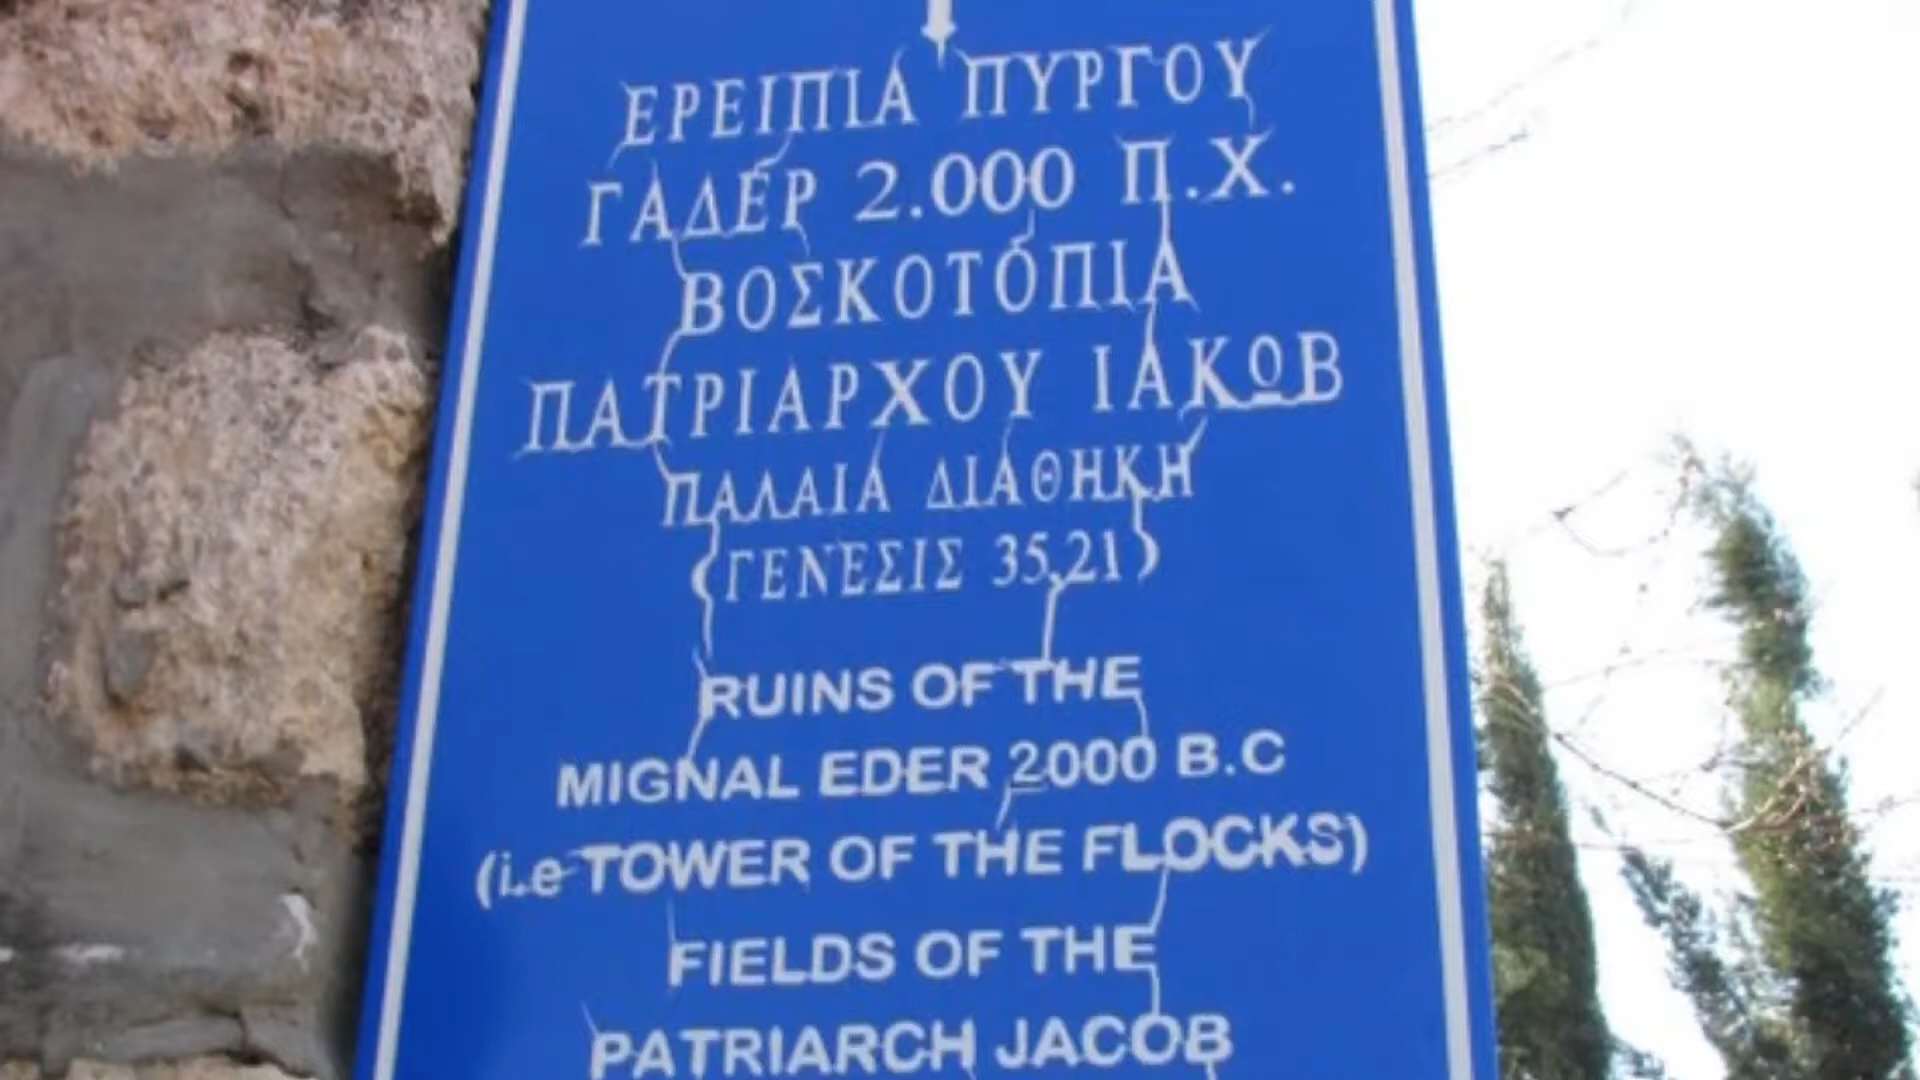 ΕΡΕΙΠΙΑ ΠΥΡΓΟΥ
ΓΑΔΕΡ 2.000 Π.Χ.
ΒΟΣΚΟΤΟΠΙΑ
ΠΑΤΡΙΑΡΧΟΥ ΙΑΚΩΒ
ΠΑΛΑΙΑ ΔΙΑΘΗΚΗ
(ΓΕΝΕΣΙΣ 35,21)
RUINS OF THE
MIGNAL EDER 2000 B.C
(i.e TOWER OF THE FLOCKS)
FIELDS OF THE
PATRIARCH JACOB